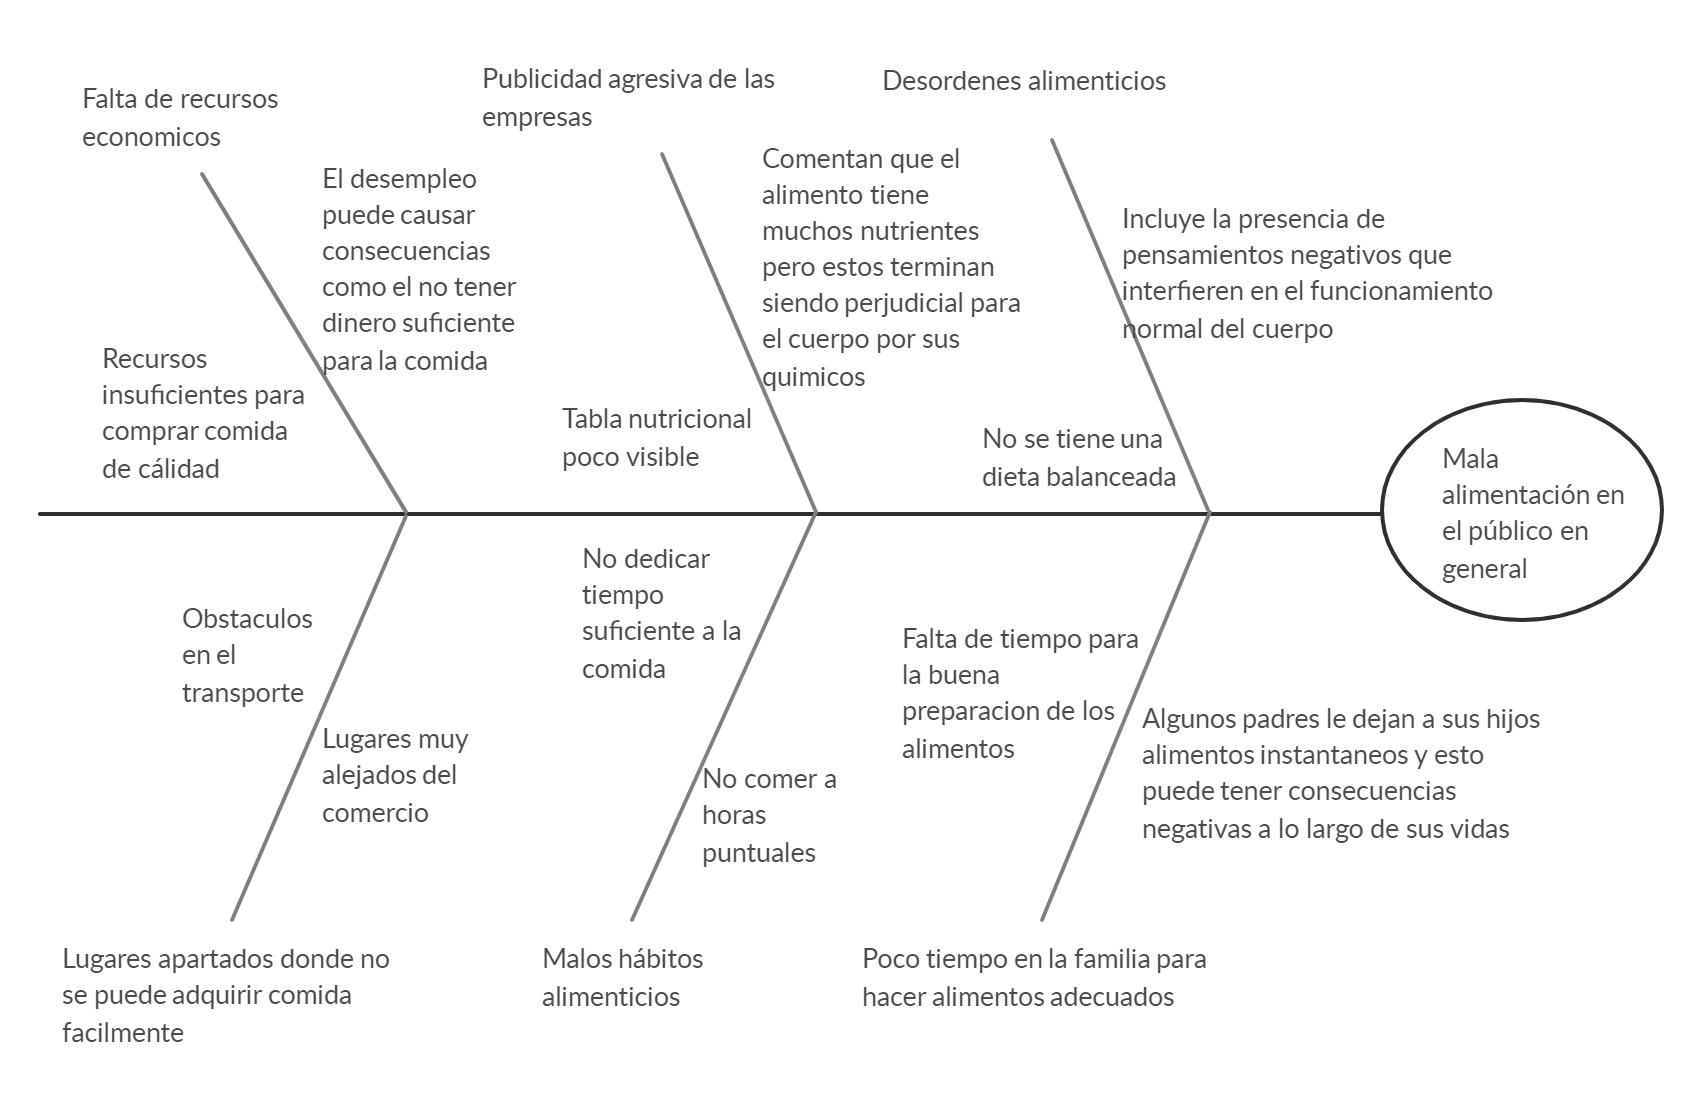 Falta de recursos
economicos
El desempleo
puede causar
consecuencias
como el no tener
dinero suficiente
para la comida
Recursos
insuficientes para
comprar comida
de cálidad
Publicidad agresiva de las
empresas
Comentan que el
alimento tiene
muchos nutrientes
pero estos terminan
siendo perjudicial para
el cuerpo por sus
quimicos
Tabla nutricional
poco visible
Desordenes alimenticios
Incluye la presencia de
pensamientos negativos que
interfieren en el funcionamiento
normal del cuerpo
No se tiene una
dieta balanceada
Mala
alimentación en
el público en
general
Obstaculos
en el
transporte
Lugares muy
alejados del
comercio
Lugares apartados donde no
se puede adquirir comida
facilmente
No dedicar
tiempo
suficiente a la
comida
No comer a
horas
puntuales
Malos hábitos
alimenticios
Falta de tiempo para
la buena
preparacion de los
alimentos
Algunos padres le dejan a sus hijos
alimentos instantaneos y esto
puede tener consecuencias
negativas a lo largo de sus vidas
Poco tiempo en la familia para
hacer alimentos adecuados